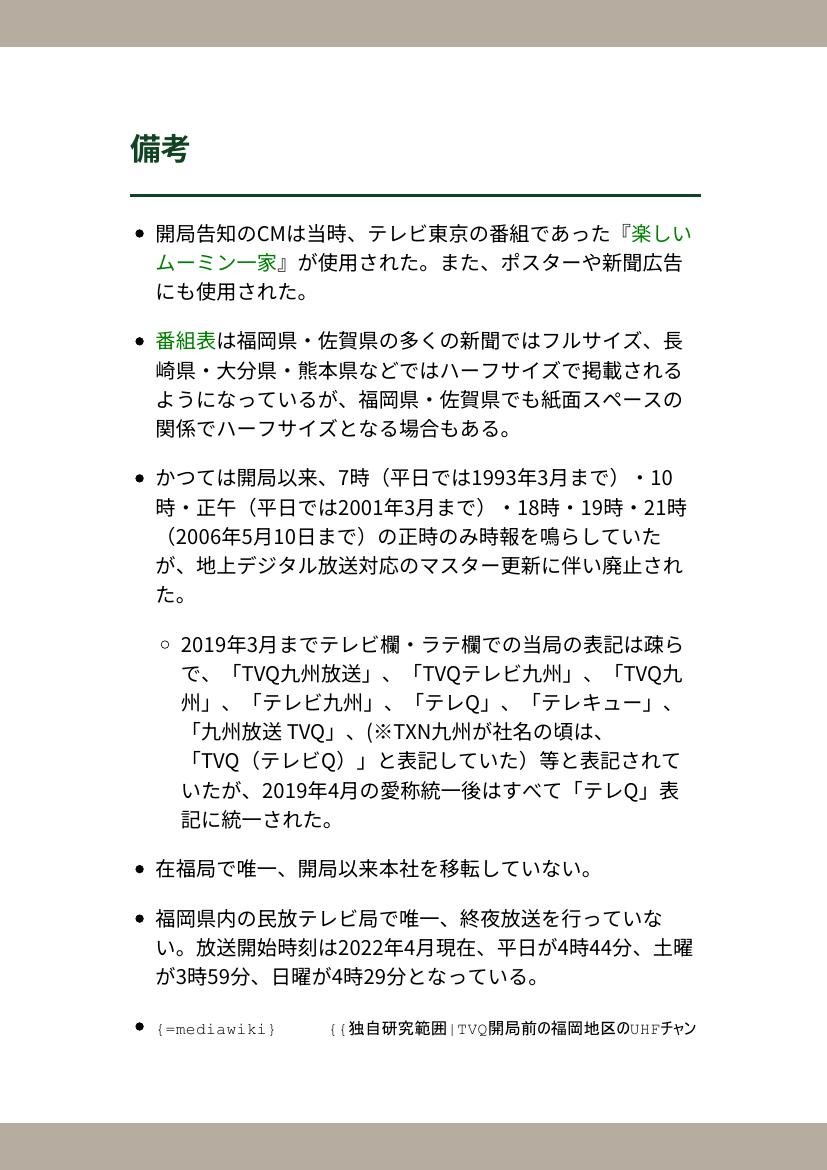 備考
開局告知のCMは当時、テレビ東京の番組であった『楽しい
ムーミン一家』が使用された。また、ポスターや新聞広告
にも使用された。
番組表は福岡県・佐賀県の多くの新聞ではフルサイズ、長
崎県・大分県・熊本県などではハーフサイズで掲載される
ようになっているが、福岡県・佐賀県でも紙面スペースの
関係でハーフサイズとなる場合もある。
かつては開局以来、7時（平日では1993年3月まで）・10
時・正午（平日では2001年3月まで）・18時・19時・21時
（2006年5月10日まで）の正時のみ時報を鳴らしていた
が、地上デジタル放送対応のマスター更新に伴い廃止され
た。
2019年3月までテレビ欄・ラテ欄での当局の表記は疎ら
で、「TVQ九州放送」、「TVQテレビ九州」、「TVQ九
州」、「テレビ九州」、「テレQ」、「テレキュー」、
「九州放送 TVQ」、(※TXN九州が社名の頃は、
「TVQ（テレビQ）」と表記していた）等と表記されて
いたが、2019年4月の愛称統一後はすべて「テレQ」表
記に統一された。
在福局で唯一、開局以来本社を移転していない。
福岡県内の民放テレビ局で唯一、終夜放送を行っていな
い。放送開始時刻は2022年4月現在、平日が4時44分、土曜
が3時59分、日曜が4時29分となっている。
{=mediawiki} {{独自研究範囲|TVQ開局前の福岡地区のUHFチャン